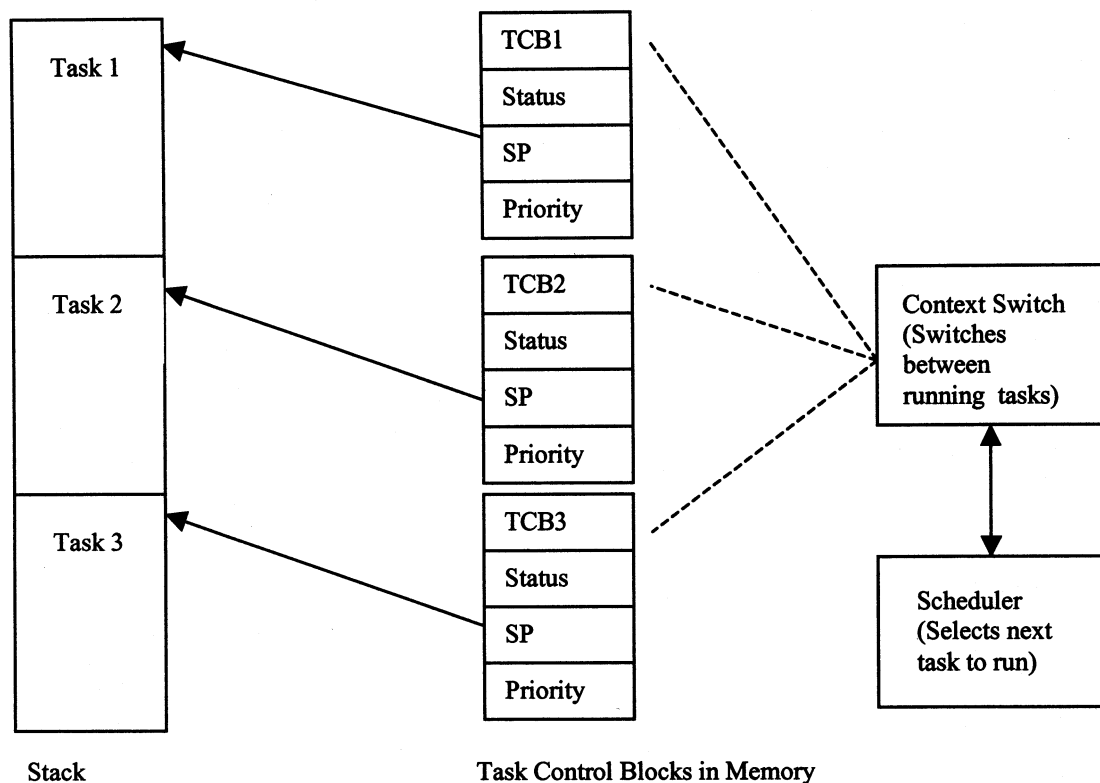 Task 1
Task 2
Task 3
Stack
TCB1
Status
SP
Priority
TCB2
Status
SP
Priority
TCB3
Status
SP
Priority
Task Control Blocks in Memory
Context Switch
(Switches
between
running tasks)
Scheduler
(Selects next
task to run)